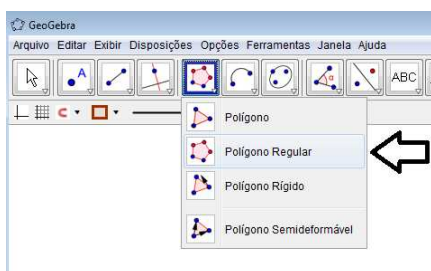 GeoGebra
Arquivo Editar Exibir Disposições Opções Ferramentas Janela Ajuda
A
ABC
Polígono
Polígono Regular
Polígono Rígido
Polígono Semideformável